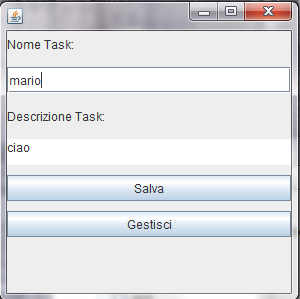 Nome Task:
mario
Descrizione Task:
ciao
Salva
Gestisci